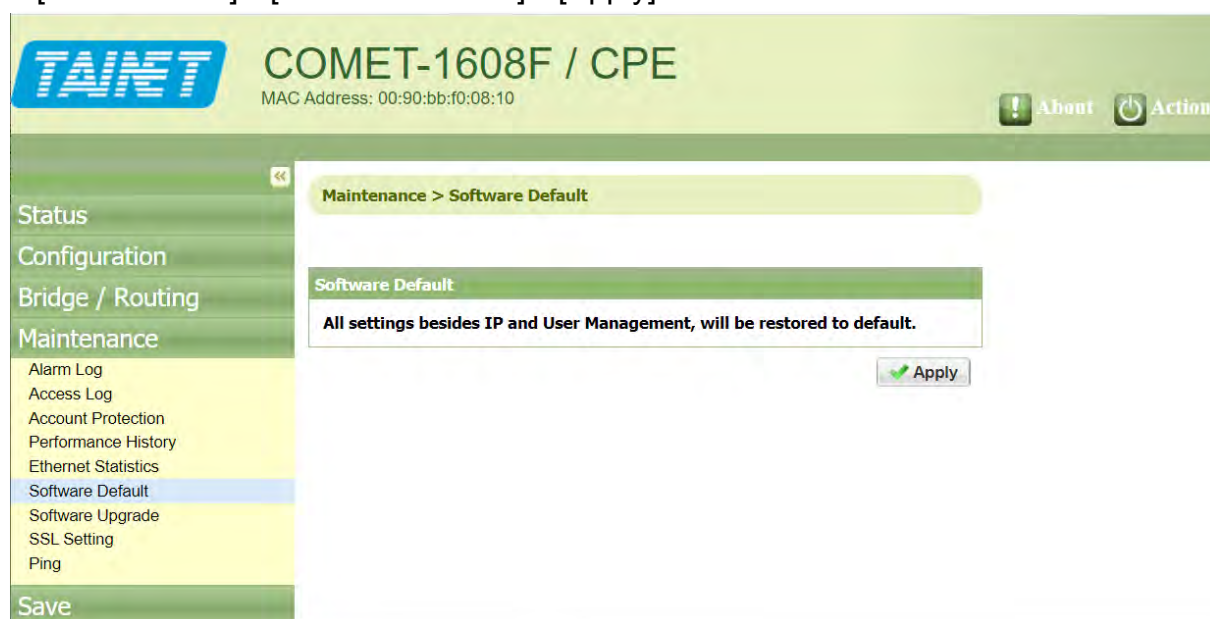 [Apply]
TAINET
COMET-1608F / CPE
MAC Address: 00:90:bb:f0:08:10
About
Action
«
Maintenance > Software Default
Status
Configuration
Bridge / Routing
Maintenance
Alarm Log
Access Log
Account Protection
Performance History
Ethernet Statistics
Software Default
Software Upgrade
SSL Setting
Ping
Save
Software Default
All settings besides IP and User Management, will be restored to default.
Apply